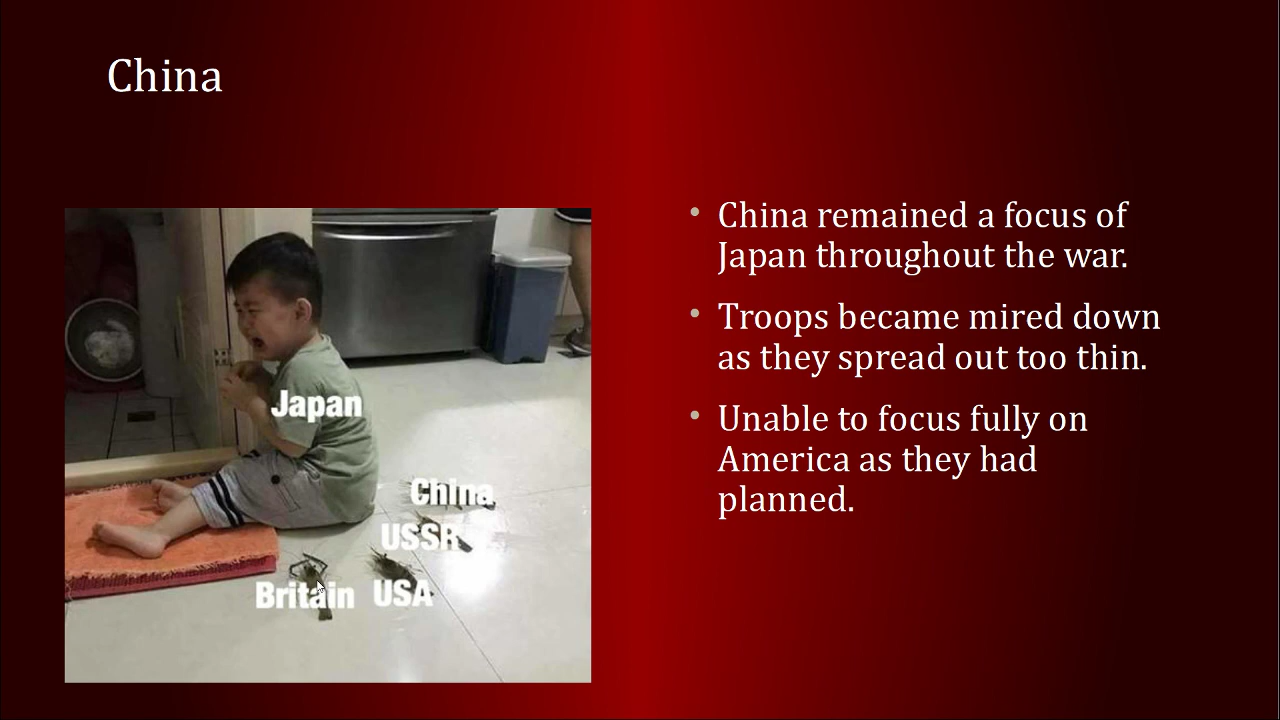 China
Japan
China
USSR
Britain USA
• China remained a focus of
Japan throughout the war.
• Troops became mired down
as they spread out too thin.
• Unable to focus fully on
America as they had
planned.